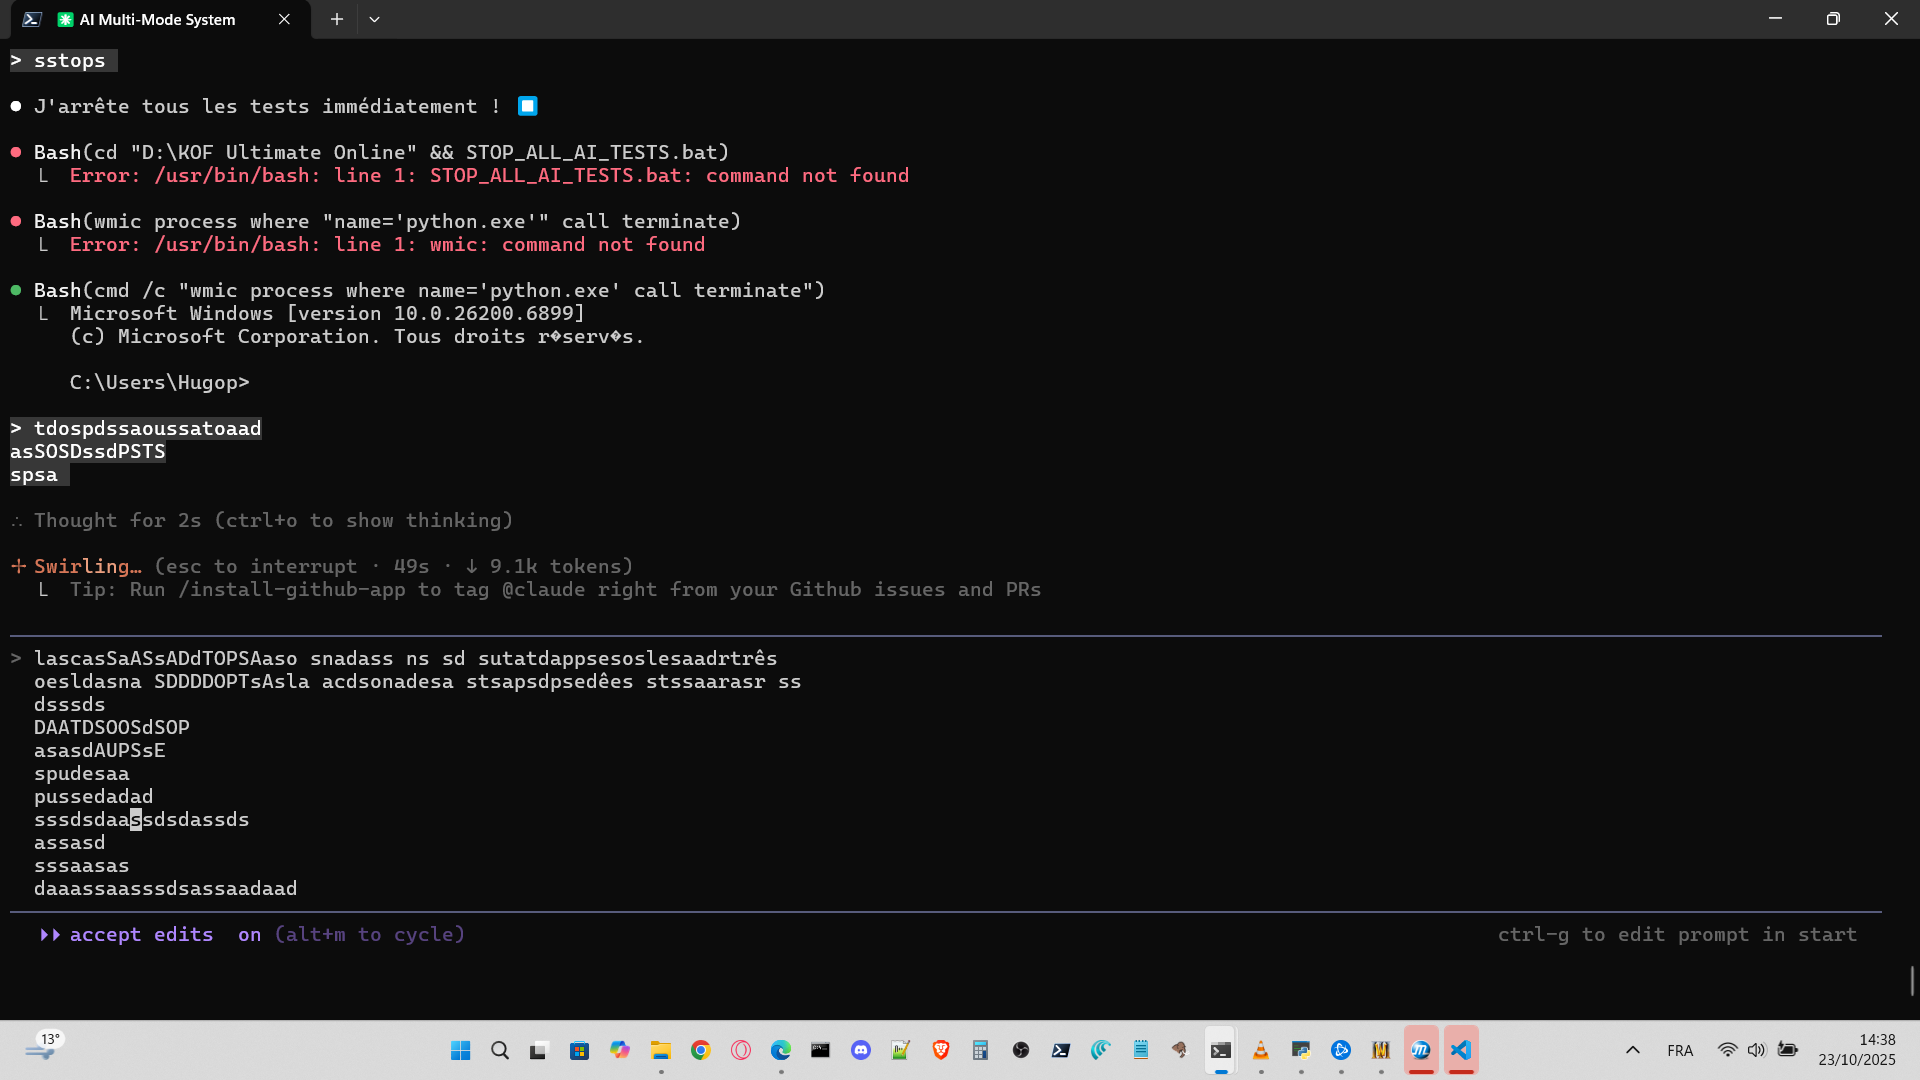 AI Multi-Mode System
> sstops
● J'arrête tous les tests immédiatement !
● Bash(cd "D:\KOF Ultimate Online" && STOP_ALL_AI_TESTS.bat)
└ Error: /usr/bin/bash: line 1: STOP_ALL_AI_TESTS.bat: command not found
● Bash(wmic process where "name='python.exe'" call terminate)
└ Error: /usr/bin/bash: line 1: wmic: command not found
● Bash(cmd /c "wmic process where name='python.exe' call terminate")
└ Microsoft Windows [version 10.0.26200.6899]
(c) Microsoft Corporation. Tous droits r�serv�s.
C:\Users\Hugop>
> tdospdssaoussatoaad
asSOSDssdPSTS
spsa
∴ Thought for 2s (ctrl+o to show thinking)
✢ Swirling… (esc to interrupt · 49s · ↓ 9.1k tokens)
└ Tip: Run /install-github-app to tag @claude right from your Github issues and PRs
> lascasSaASsADdTOPSAaso snadass ns sd sutatdappsesoslesaadrtrês
oesldasna SDDDDOPTsAsla acdsonadesa stsapsdpsedêes stssaarasr ss
dsssds
DAATDSOOSdSOP
asasdAUPSsE
spudesaa
pussedadad
sssdsdaassdsdassds
assasd
sssaasas
daaassaasssdsassaadaad
⏵⏵ accept edits on (alt+m to cycle)
ctrl-g to edit prompt in start
13°
FRA
14:38
23/10/2025